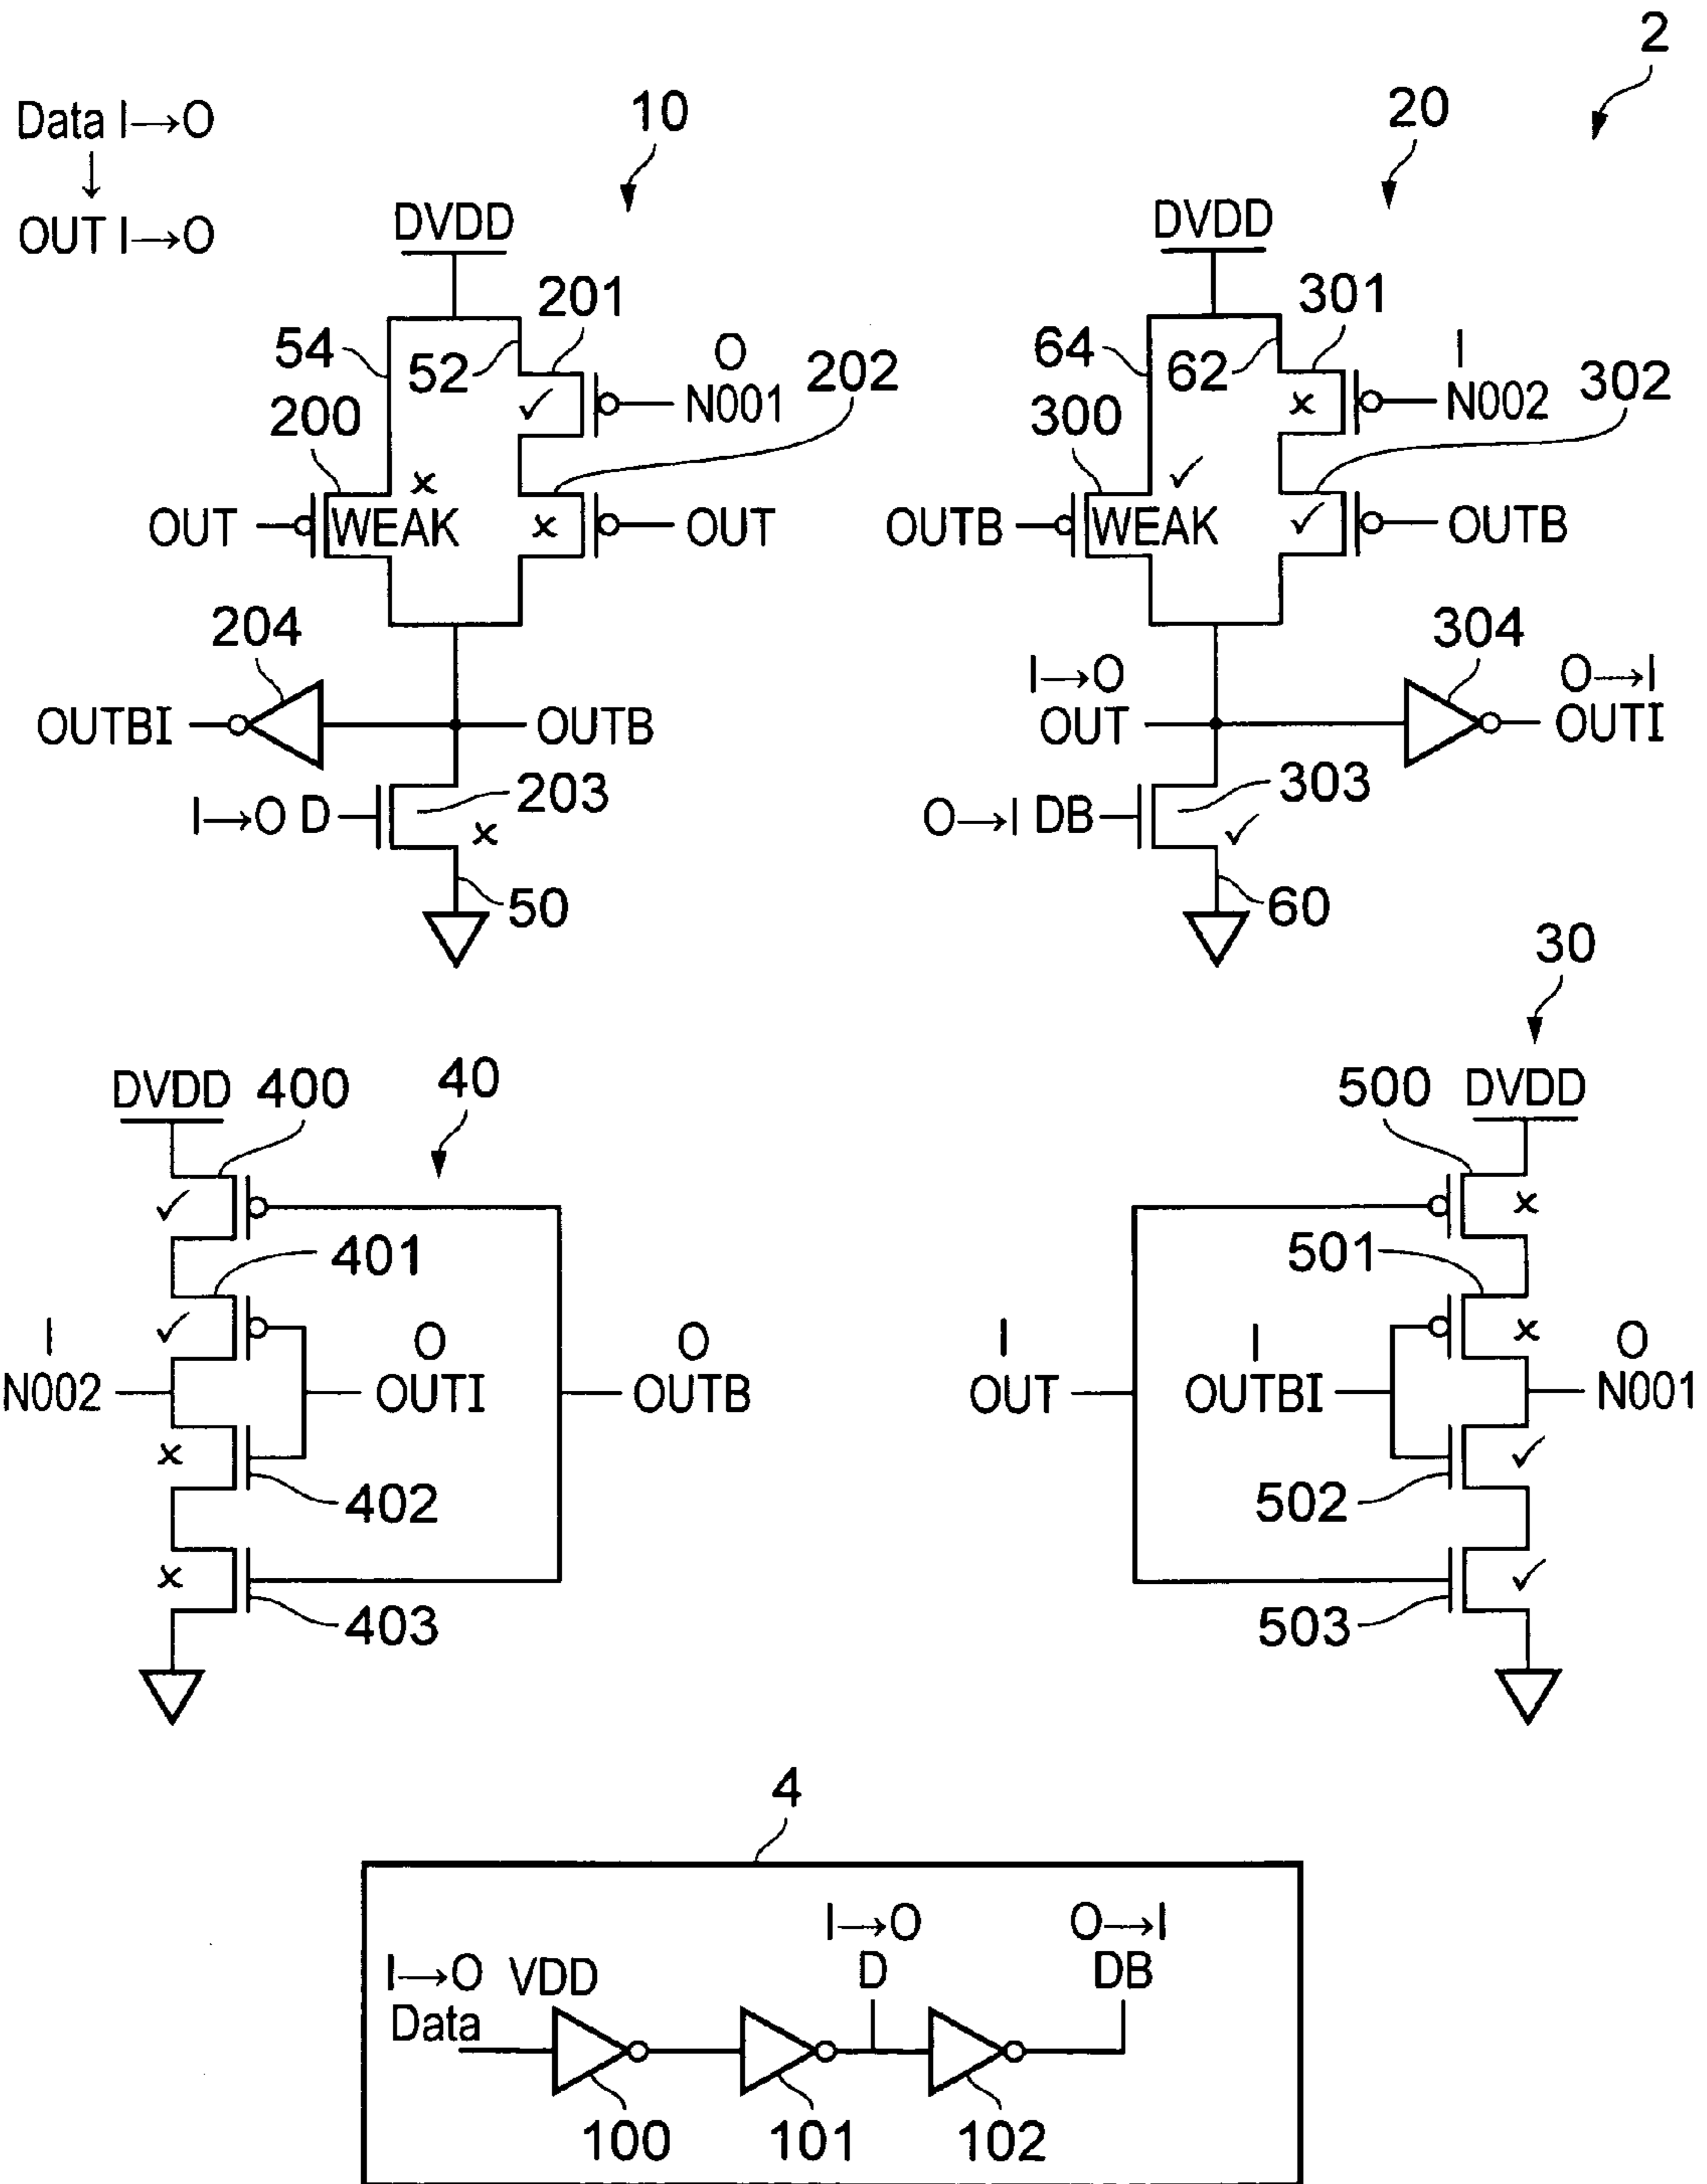 2
Data I→O
↓
OUT I→O
10
20
DVDD
DVDD
54
52
201
O
N001
202
200
OUT
WEAK
OUT
64
62
301
I
N002
302
300
OUTB
WEAK
OUTB
204
OUTBI
OUTB
I→O D
203
50
I→O
OUT
304
O→I
OUTI
O→I DB
303
60
30
DVDD
400
40
401
I
N002
O
OUTI
O
OUTB
402
403
500
DVDD
501
I
OUT
I
OUTBI
O
N001
502
503
4
I→O
Data
VDD
I→O
D
O→I
DB
100
101
102